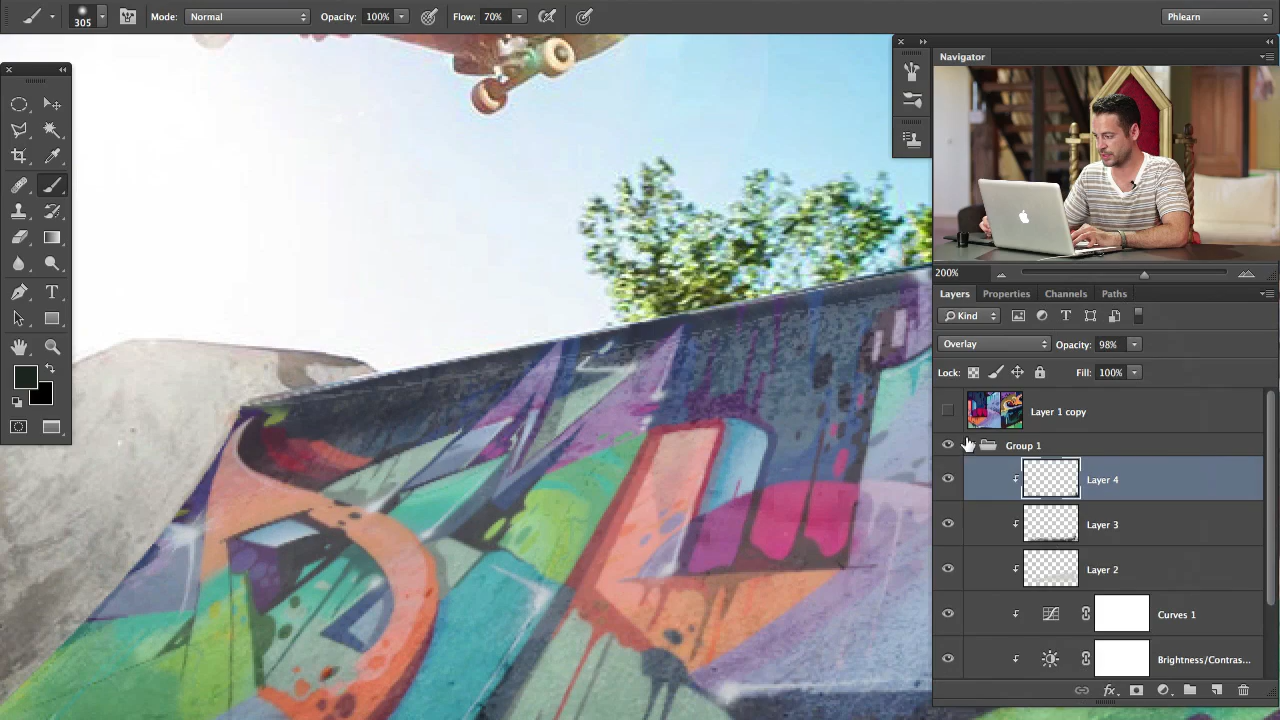 305
Mode: Normal
Opacity: 100%
Flow: 70%
Phlearn
Navigator
200%
Layers
Properties
Channels
Paths
Kind
Overlay
Opacity: 98%
Lock:
Fill: 100%
Layer 1 copy
Group 1
Layer 4
Layer 3
Layer 2
Curves 1
Brightness/Contras...
fx